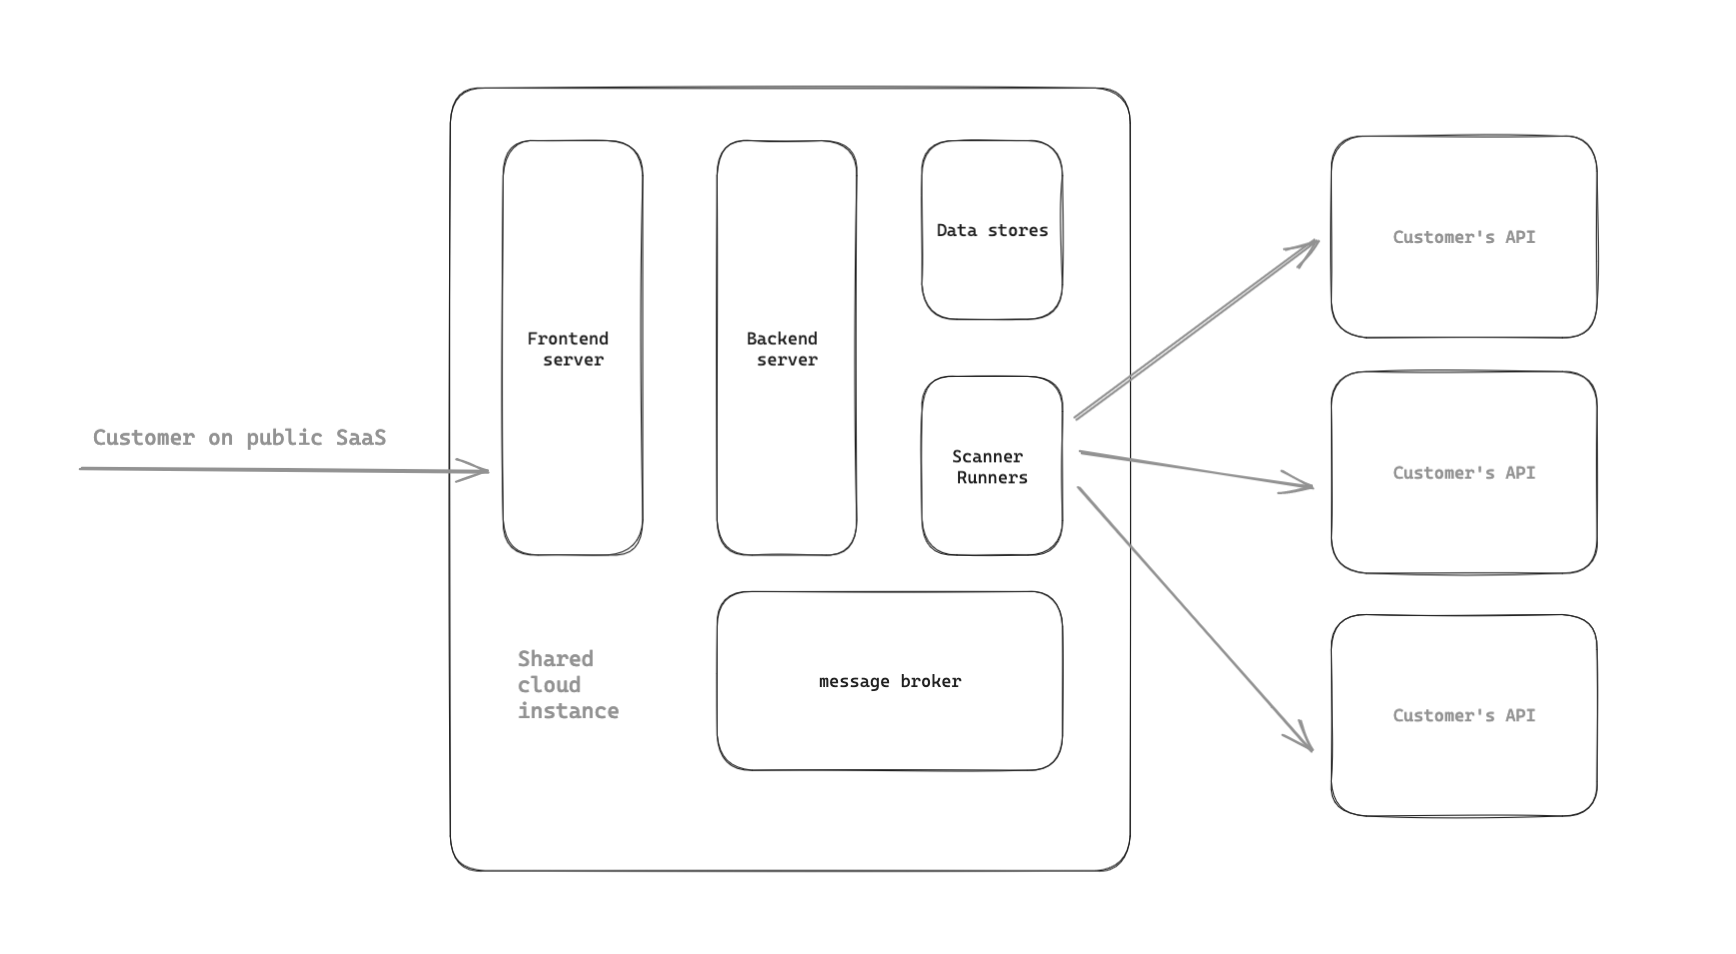 Customer on public SaaS
Frontend
server
Backend
server
Data stores
Scanner
Runners
message broker
Shared
cloud
instance
Customer's API
Customer's API
Customer's API